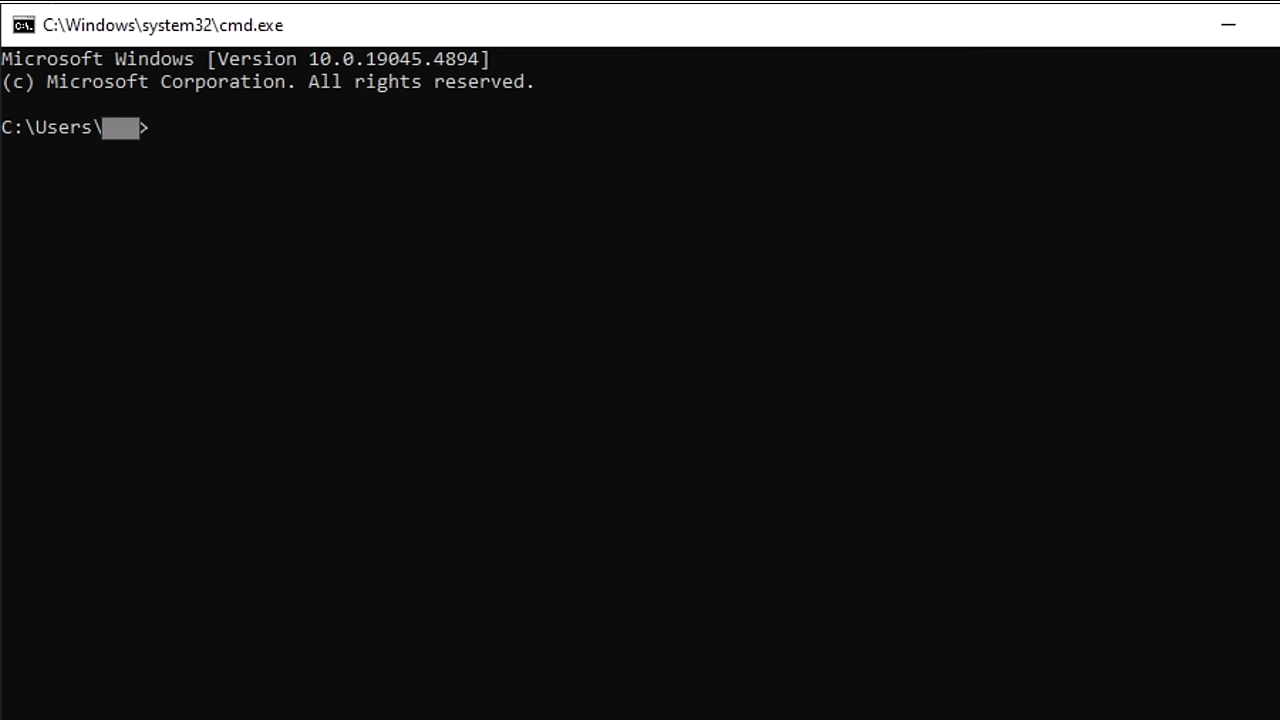 C:\Windows\system32\cmd.exe
Microsoft Windows [Version 10.0.19045.4894]
(c) Microsoft Corporation. All rights reserved.
C:\Users\>